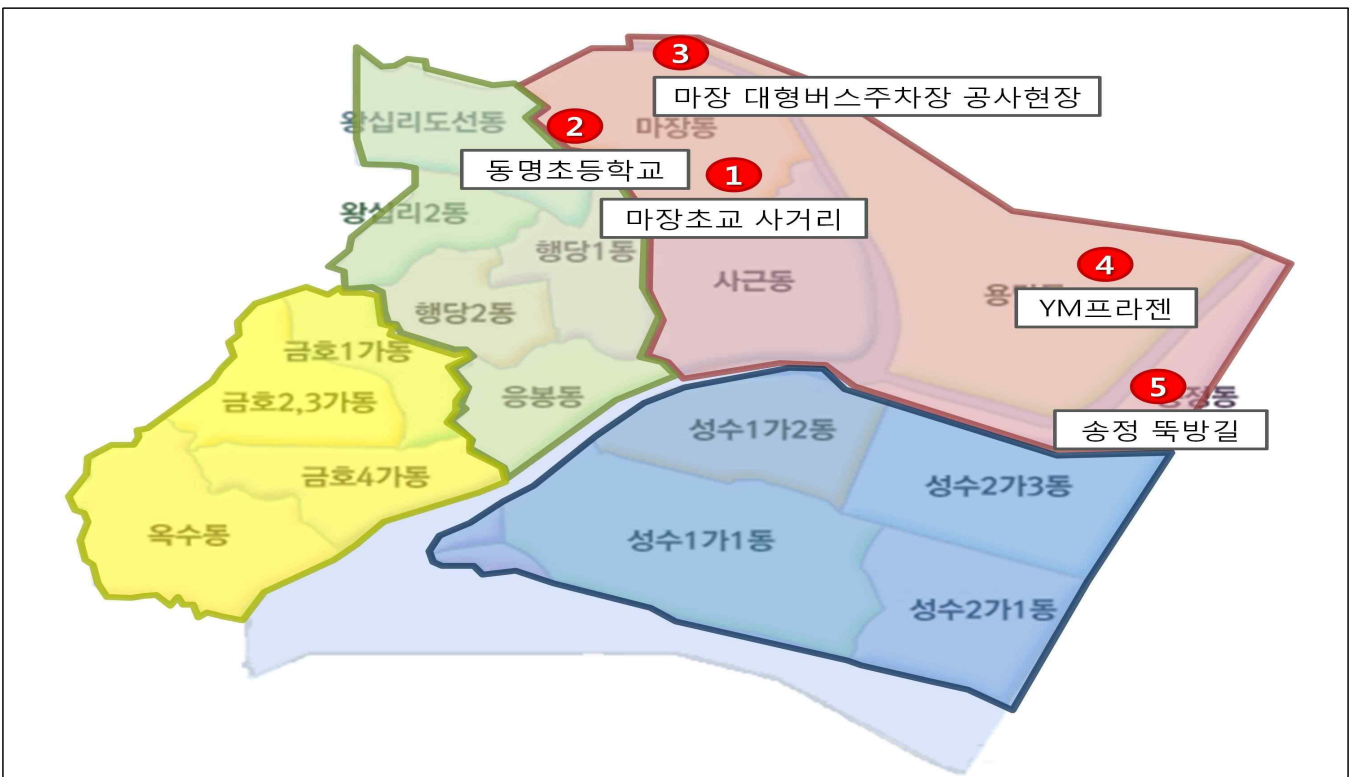 3
마장 대형버스주차장 공사현장
왕십리도선동
2
마장동
동명초등학교
1
왕십리2동
마장초교 사거리
행당1동
사근동
4
YM프라젠
행당2동
금호1가동
5
금호2,3가동
응봉동
송정 뚝방길
성수1가2동
금호4가동
성수2가3동
옥수동
성수1가1동
성수2가1동